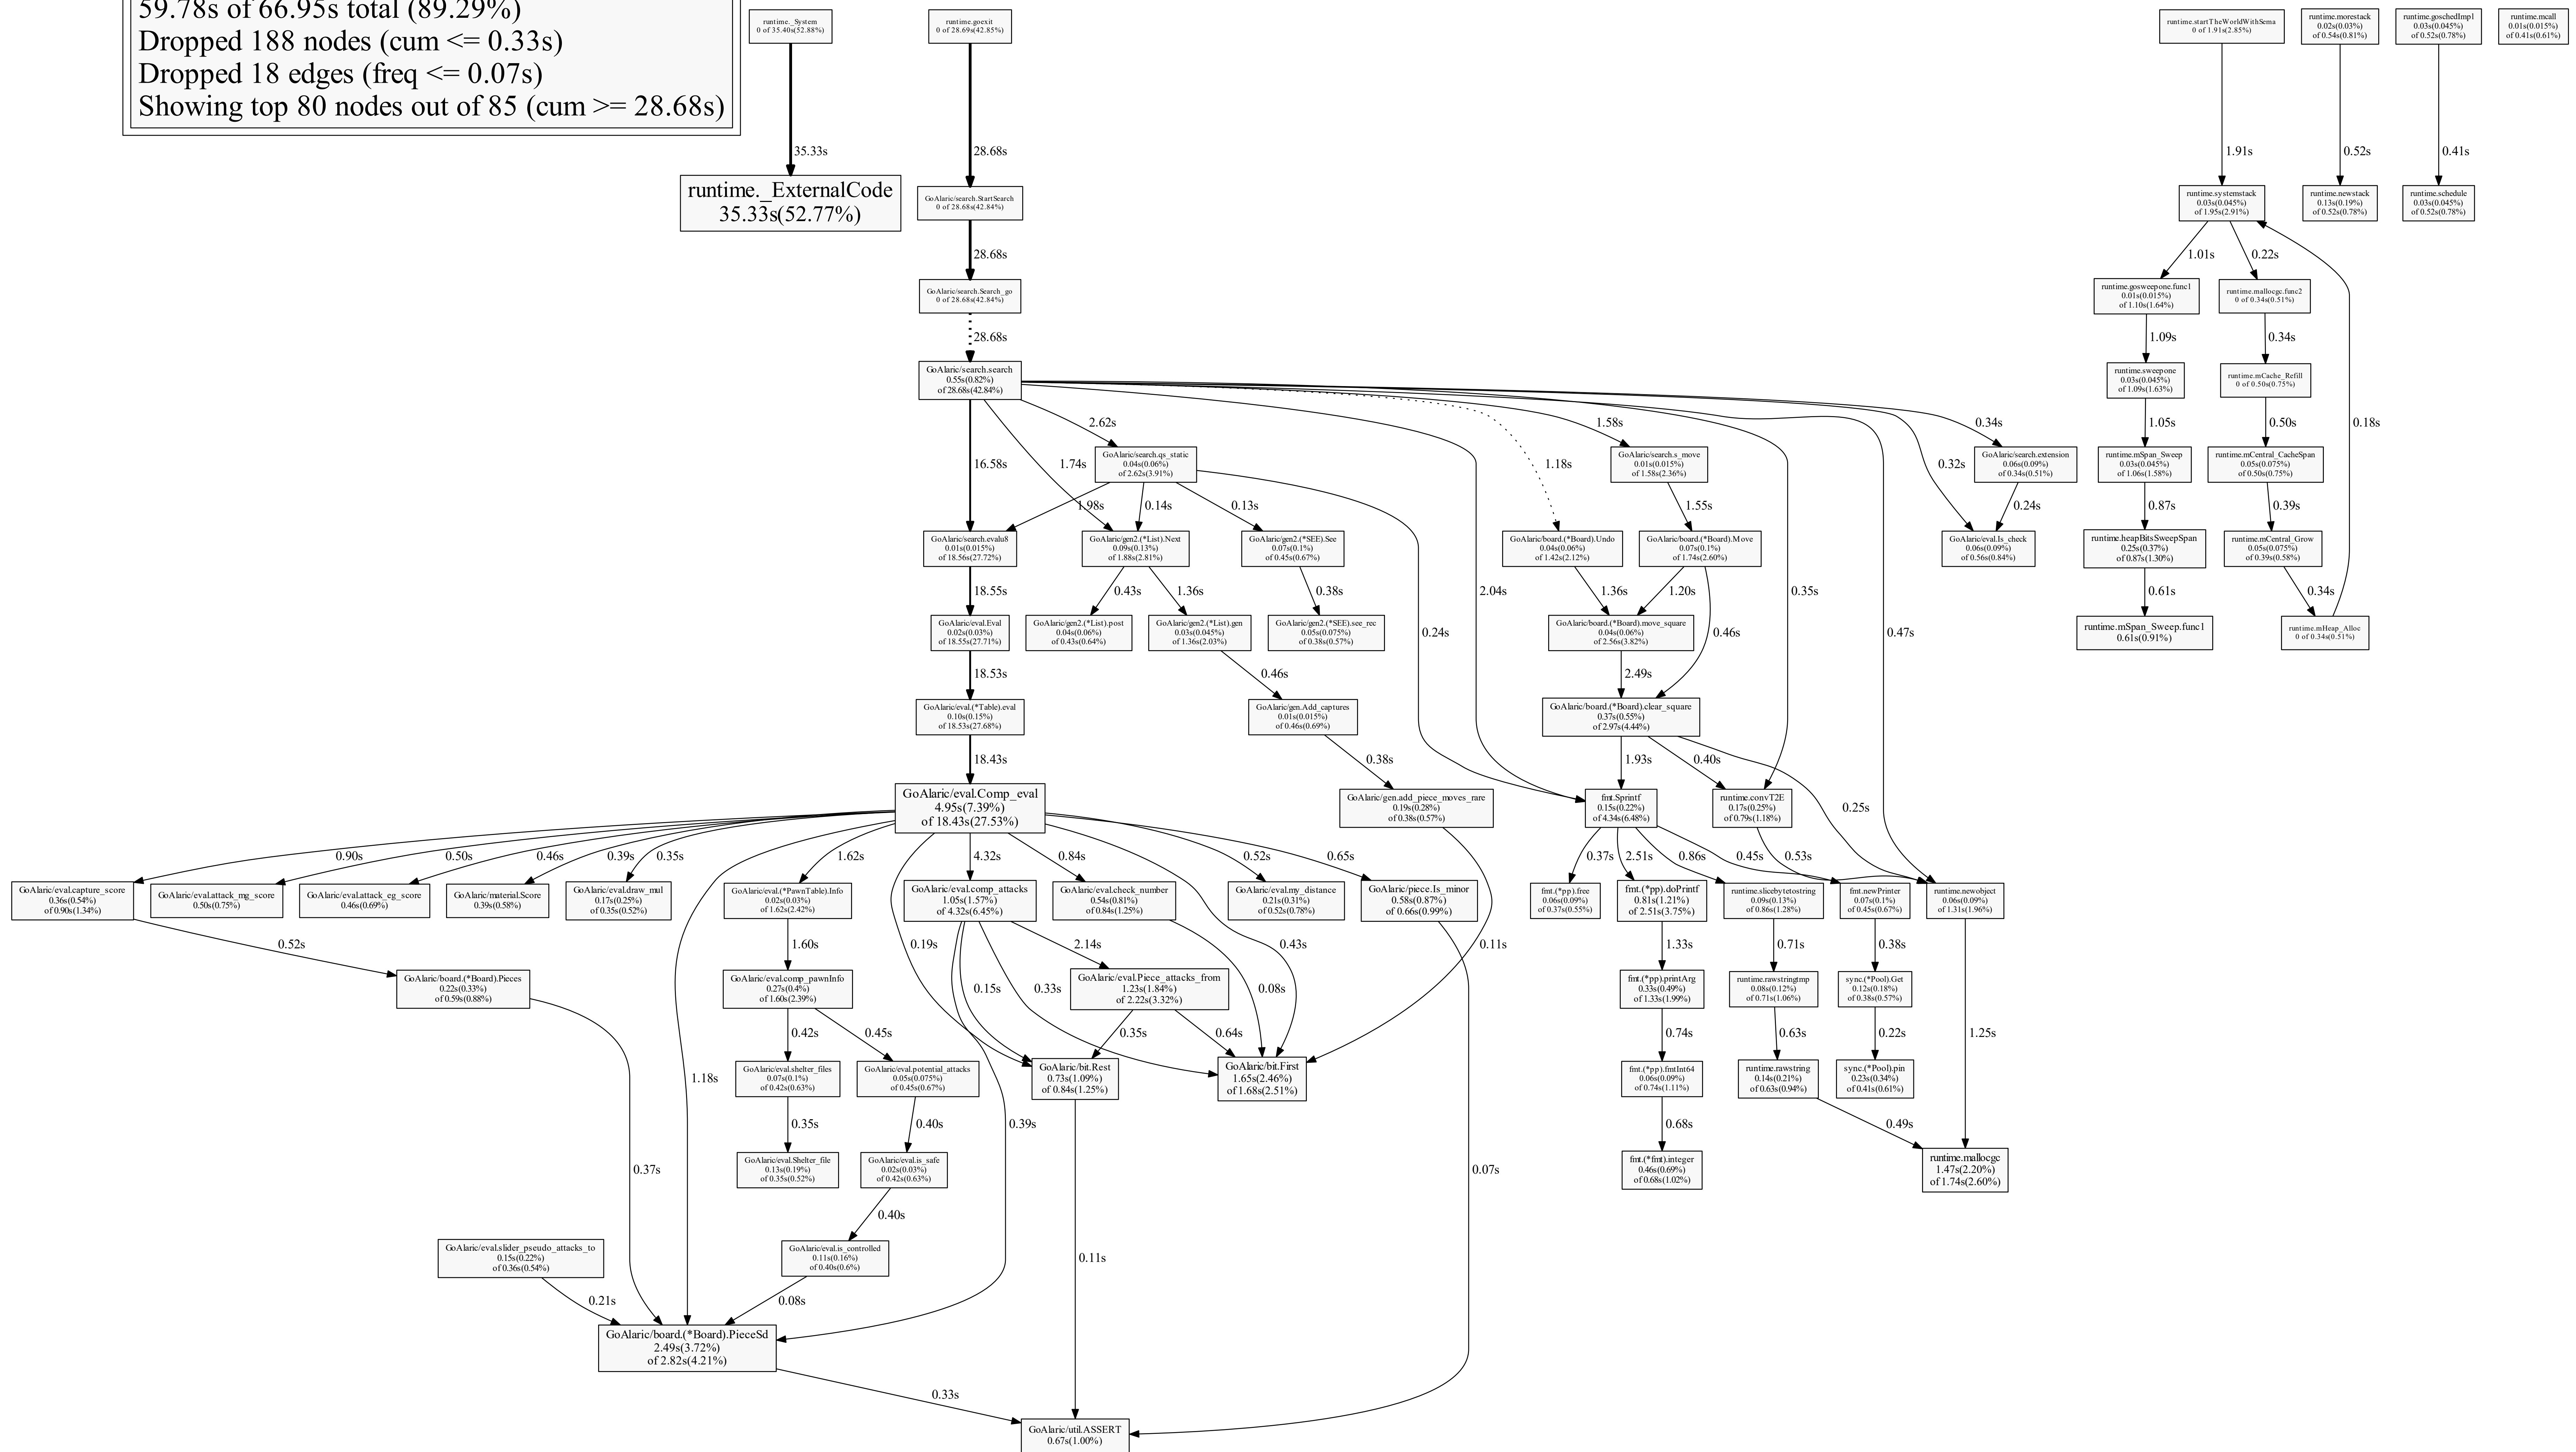 59.78s of 66.95s total (89.29%)
Dropped 188 nodes (cum <= 0.33s)
Dropped 18 edges (freq <= 0.07s)
Showing top 80 nodes out of 85 (cum >= 28.68s)
runtime._System
0 of 35.40s(52.88%)
runtime.goexit
0 of 28.69s(42.85%)
runtime.startTheWorldWithSema
0 of 1.91s(2.85%)
runtime.morestack
0.02s(0.03%)
of 0.54s(0.81%)
runtime.goschedImpl
0.03s(0.045%)
of 0.52s(0.78%)
runtime.mcall
0.01s(0.015%)
of 0.41s(0.61%)
35.33s
28.68s
1.91s
0.52s
0.41s
runtime._ExternalCode
35.33s(52.77%)
GoAlaric/search.StartSearch
0 of 28.68s(42.84%)
runtime.systemstack
0.03s(0.045%)
of 1.95s(2.91%)
runtime.newstack
0.13s(0.19%)
of 0.52s(0.78%)
runtime.schedule
0.03s(0.045%)
of 0.52s(0.78%)
28.68s
1.01s
0.22s
GoAlaric/search.Search_go
0 of 28.68s(42.84%)
runtime.gosweepone.func1
0.01s(0.015%)
of 1.10s(1.64%)
runtime.mallocgc.func2
0 of 0.34s(0.51%)
28.68s
1.09s
0.34s
GoAlaric/search.search
0.55s(0.82%)
of 28.68s(42.84%)
runtime.sweepone
0.03s(0.045%)
of 1.09s(1.63%)
runtime.mCache_Refill
0 of 0.50s(0.75%)
2.62s
1.58s
0.34s
1.05s
0.50s
0.18s
16.58s
1.74s
GoAlaric/search.qs_static
0.04s(0.06%)
of 2.62s(3.91%)
1.18s
GoAlaric/search.s_move
0.01s(0.015%)
of 1.58s(2.36%)
0.32s
GoAlaric/search.extension
0.06s(0.09%)
of 0.34s(0.51%)
runtime.mSpan_Sweep
0.03s(0.045%)
of 1.06s(1.58%)
runtime.mCentral_CacheSpan
0.05s(0.075%)
of 0.50s(0.75%)
1.98s
0.14s
0.13s
1.55s
0.24s
0.87s
0.39s
GoAlaric/search.evalu8
0.01s(0.015%)
of 18.56s(27.72%)
GoAlaric/gen2.(*List).Next
0.09s(0.13%)
of 1.88s(2.81%)
GoAlaric/gen2.(*SEE).See
0.07s(0.1%)
of 0.45s(0.67%)
GoAlaric/board.(*Board).Undo
0.04s(0.06%)
of 1.42s(2.12%)
GoAlaric/board.(*Board).Move
0.07s(0.1%)
of 1.74s(2.60%)
GoAlaric/eval.Is_check
0.06s(0.09%)
of 0.56s(0.84%)
runtime.heapBitsSweepSpan
0.25s(0.37%)
of 0.87s(1.30%)
runtime.mCentral_Grow
0.05s(0.075%)
of 0.39s(0.58%)
18.55s
0.43s
1.36s
0.38s
2.04s
1.36s
1.20s
0.35s
0.61s
0.34s
GoAlaric/eval.Eval
0.02s(0.03%)
of 18.55s(27.71%)
GoAlaric/gen2.(*List).post
0.04s(0.06%)
of 0.43s(0.64%)
GoAlaric/gen2.(*List).gen
0.03s(0.045%)
of 1.36s(2.03%)
GoAlaric/gen2.(*SEE).see_rec
0.05s(0.075%)
of 0.38s(0.57%)
0.24s
GoAlaric/board.(*Board).move_square
0.04s(0.06%)
of 2.56s(3.82%)
0.46s
0.47s
runtime.mSpan_Sweep.func1
0.61s(0.91%)
runtime.mHeap_Alloc
0 of 0.34s(0.51%)
18.53s
0.46s
2.49s
GoAlaric/eval.(*Table).eval
0.10s(0.15%)
of 18.53s(27.68%)
GoAlaric/gen.Add_captures
0.01s(0.015%)
of 0.46s(0.69%)
GoAlaric/board.(*Board).clear_square
0.37s(0.55%)
of 2.97s(4.44%)
18.43s
0.38s
1.93s
0.40s
GoAlaric/eval.Comp_eval
4.95s(7.39%)
of 18.43s(27.53%)
GoAlaric/gen.add_piece_moves_rare
0.19s(0.28%)
of 0.38s(0.57%)
fmt.Sprintf
0.15s(0.22%)
of 4.34s(6.48%)
runtime.convT2E
0.17s(0.25%)
of 0.79s(1.18%)
0.25s
0.90s
0.50s
0.46s
0.39s
0.35s
1.62s
4.32s
0.84s
0.52s
0.65s
0.37s
2.51s
0.86s
0.45s
0.53s
GoAlaric/eval.capture_score
0.36s(0.54%)
of 0.90s(1.34%)
GoAlaric/eval.attack_mg_score
0.50s(0.75%)
GoAlaric/eval.attack_eg_score
0.46s(0.69%)
GoAlaric/material.Score
0.39s(0.58%)
GoAlaric/eval.draw_mul
0.17s(0.25%)
of 0.35s(0.52%)
GoAlaric/eval.(*PawnTable).Info
0.02s(0.03%)
of 1.62s(2.42%)
GoAlaric/eval.comp_attacks
1.05s(1.57%)
of 4.32s(6.45%)
GoAlaric/eval.check_number
0.54s(0.81%)
of 0.84s(1.25%)
GoAlaric/eval.my_distance
0.21s(0.31%)
of 0.52s(0.78%)
GoAlaric/piece.Is_minor
0.58s(0.87%)
of 0.66s(0.99%)
fmt.(*pp).free
0.06s(0.09%)
of 0.37s(0.55%)
fmt.(*pp).doPrintf
0.81s(1.21%)
of 2.51s(3.75%)
runtime.slicebytetostring
0.09s(0.13%)
of 0.86s(1.28%)
fmt.newPrinter
0.07s(0.1%)
of 0.45s(0.67%)
runtime.newobject
0.06s(0.09%)
of 1.31s(1.96%)
0.52s
1.60s
0.19s
2.14s
0.43s
0.11s
1.33s
0.71s
0.38s
GoAlaric/board.(*Board).Pieces
0.22s(0.33%)
of 0.59s(0.88%)
GoAlaric/eval.comp_pawnInfo
0.27s(0.4%)
of 1.60s(2.39%)
0.15s
0.33s
GoAlaric/eval.Piece_attacks_from
1.23s(1.84%)
of 2.22s(3.32%)
0.08s
fmt.(*pp).printArg
0.33s(0.49%)
of 1.33s(1.99%)
runtime.rawstringtmp
0.08s(0.12%)
of 0.71s(1.06%)
sync.(*Pool).Get
0.12s(0.18%)
of 0.38s(0.57%)
0.42s
0.45s
0.35s
0.64s
0.74s
0.63s
0.22s
1.25s
1.18s
GoAlaric/eval.shelter_files
0.07s(0.1%)
of 0.42s(0.63%)
GoAlaric/eval.potential_attacks
0.05s(0.075%)
of 0.45s(0.67%)
GoAlaric/bit.Rest
0.73s(1.09%)
of 0.84s(1.25%)
GoAlaric/bit.First
1.65s(2.46%)
of 1.68s(2.51%)
fmt.(*pp).fmtInt64
0.06s(0.09%)
of 0.74s(1.11%)
runtime.rawstring
0.14s(0.21%)
of 0.63s(0.94%)
sync.(*Pool).pin
0.23s(0.34%)
of 0.41s(0.61%)
0.35s
0.40s
0.39s
0.68s
0.49s
0.37s
GoAlaric/eval.Shelter_file
0.13s(0.19%)
of 0.35s(0.52%)
GoAlaric/eval.is_safe
0.02s(0.03%)
of 0.42s(0.63%)
0.07s
fmt.(*fmt).integer
0.46s(0.69%)
of 0.68s(1.02%)
runtime.mallocgc
1.47s(2.20%)
of 1.74s(2.60%)
0.40s
GoAlaric/eval.slider_pseudo_attacks_to
0.15s(0.22%)
of 0.36s(0.54%)
GoAlaric/eval.is_controlled
0.11s(0.16%)
of 0.40s(0.6%)
0.11s
0.21s
0.08s
GoAlaric/board.(*Board).PieceSd
2.49s(3.72%)
of 2.82s(4.21%)
0.33s
GoAlaric/util.ASSERT
0.67s(1.00%)